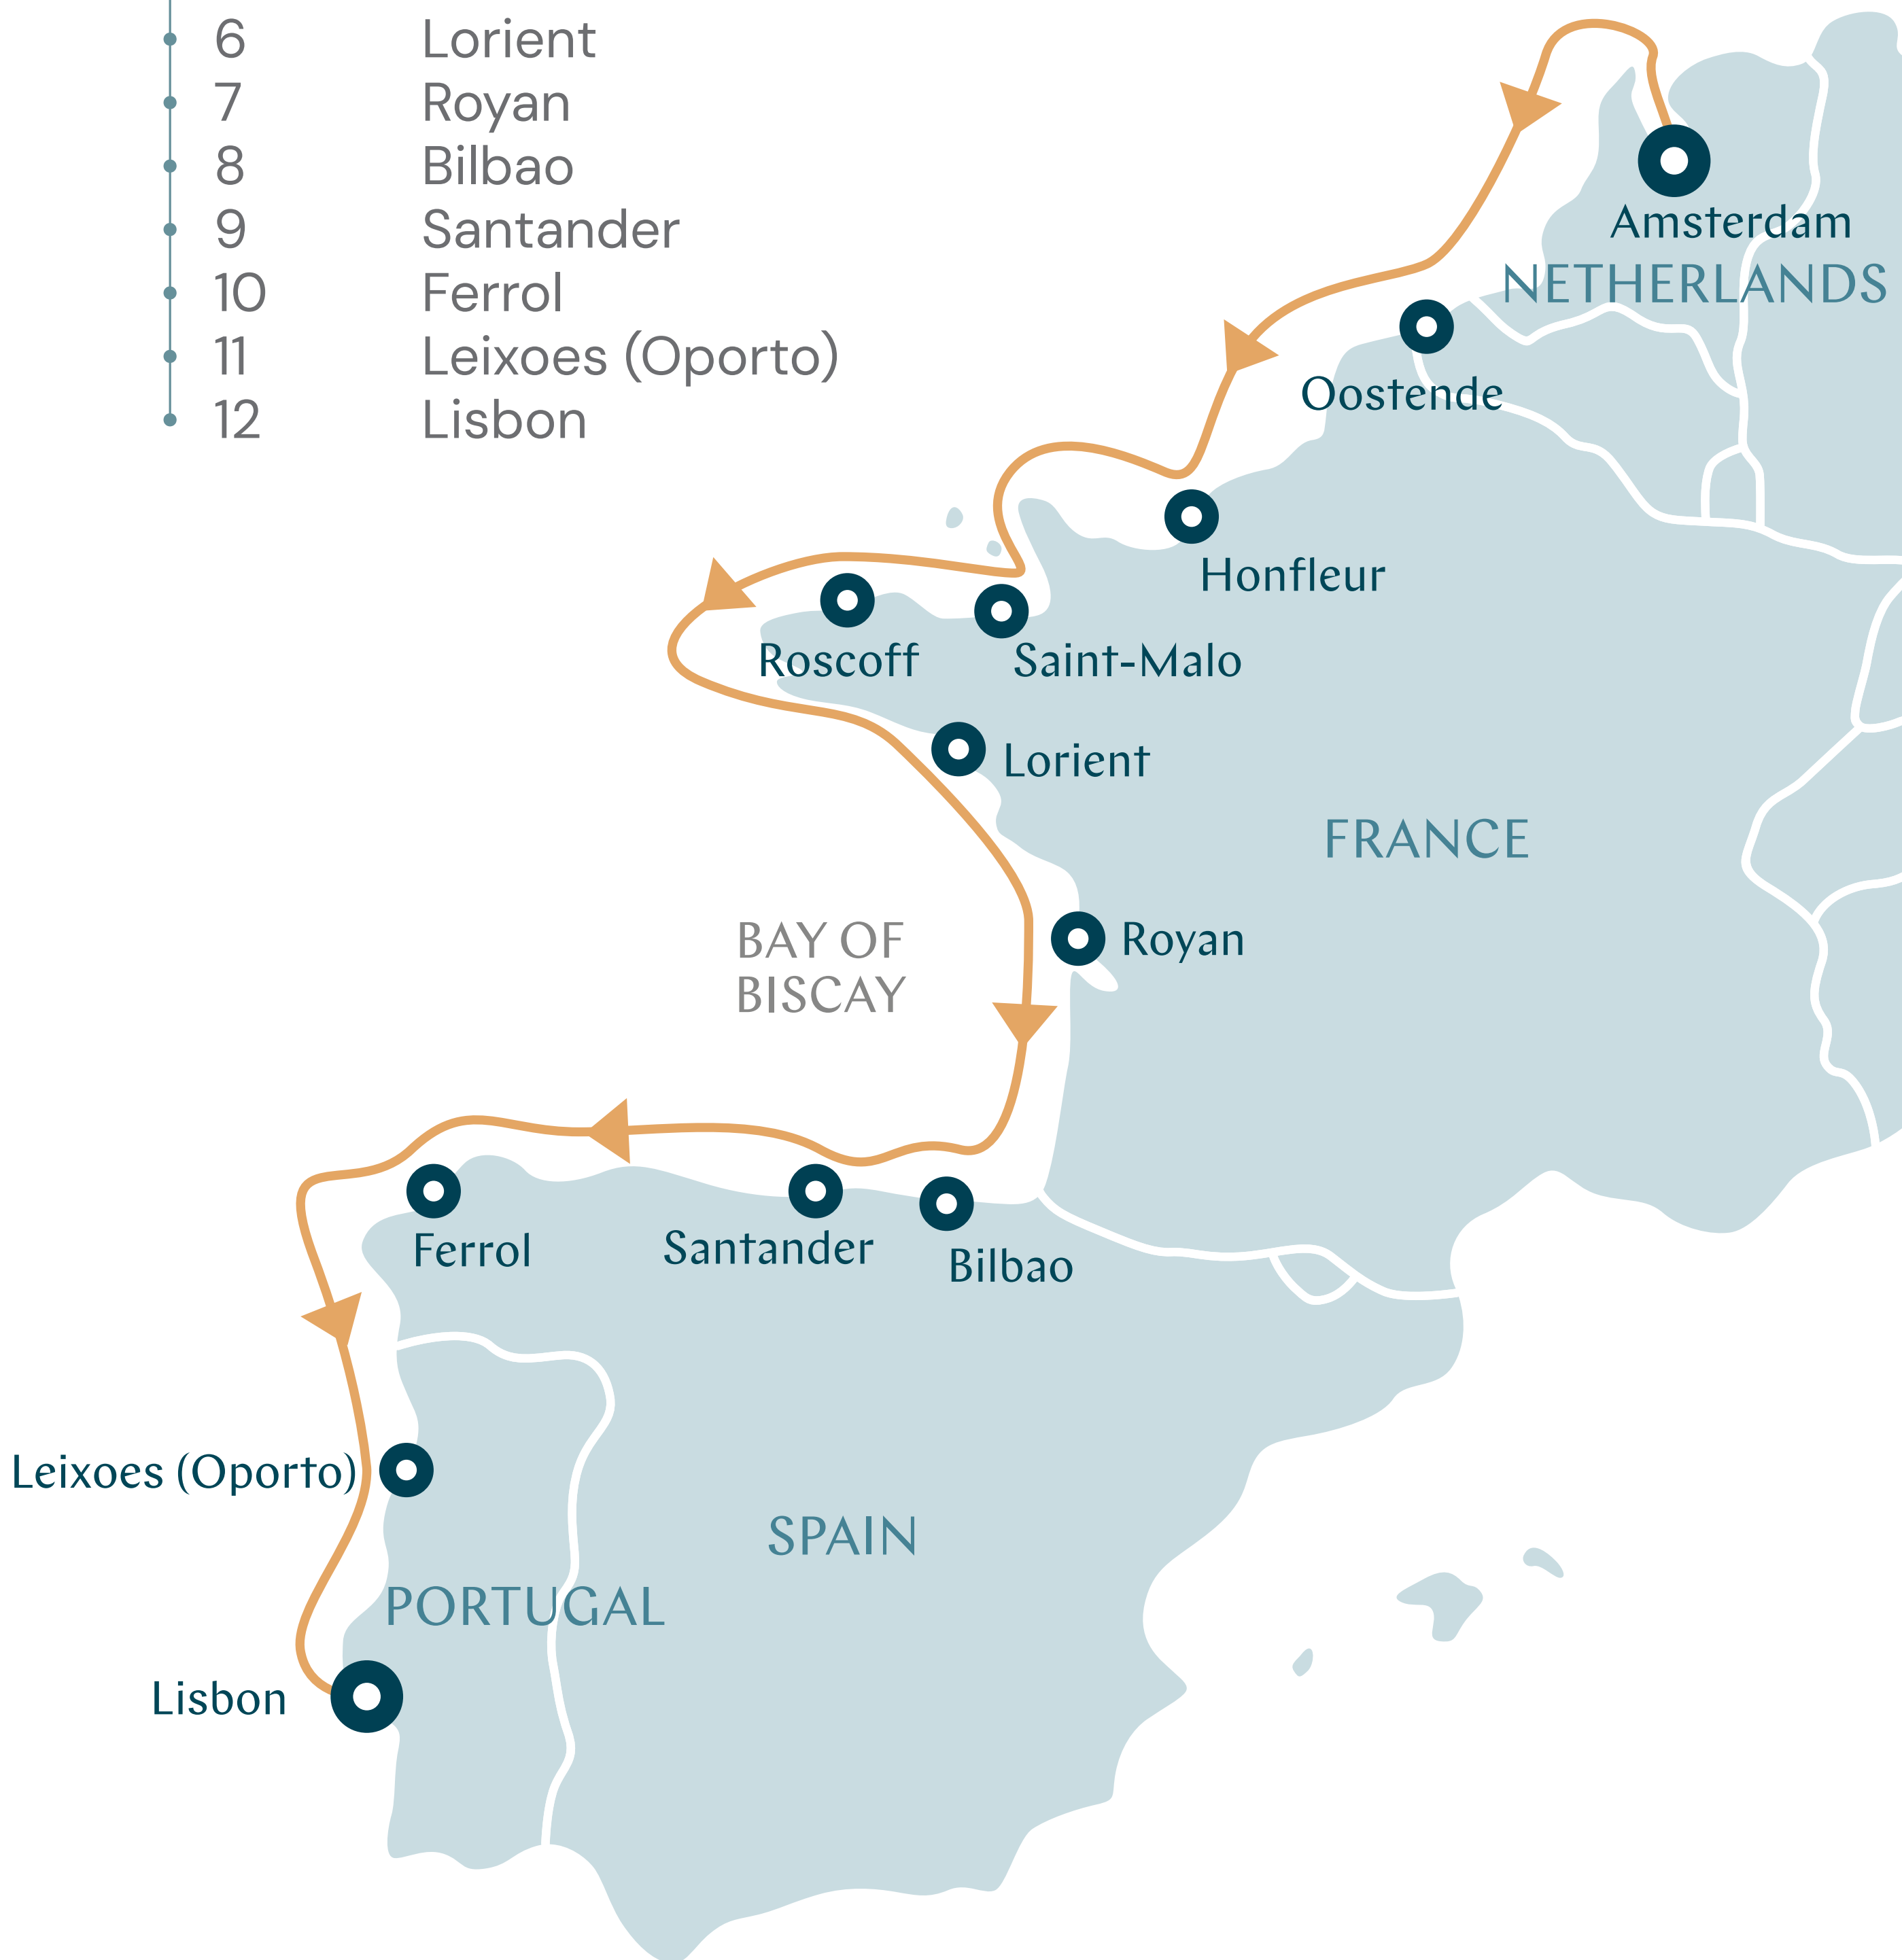 6 Lorient
7 Royan
8 Bilbao
9 Santander
10 Ferrol
11 Leixoes (Oporto)
12 Lisbon
Amsterdam
NETHERLANDS
Oostende
Honfleur
Roscoff
Saint-Malo
Lorient
FRANCE
BAY OF
BISCAY
Royan
Ferrol
Santander
Bilbao
Leixoes (Oporto)
SPAIN
PORTUGAL
Lisbon